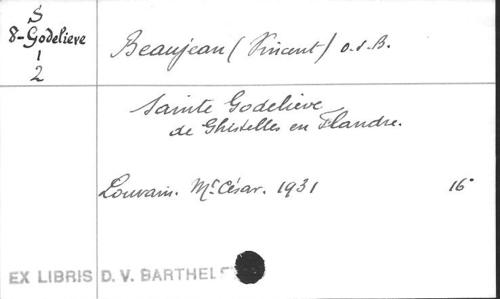 S
8-Godelieve
1
2
Beaujean (Vincent) O.S.B.
Sainte Godelieve
de Ghistelles en Flandre.
Louvain. Mt César. 1931 16°
EX LIBRIS D. V. BARTHEL